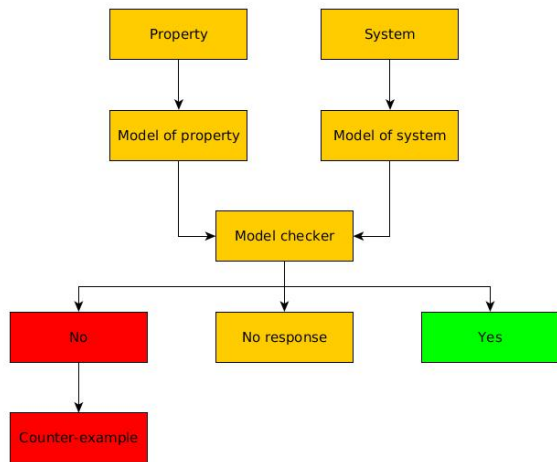 Property
System
Model of property
Model of system
Model checker
No
No response
Yes
Counter-example